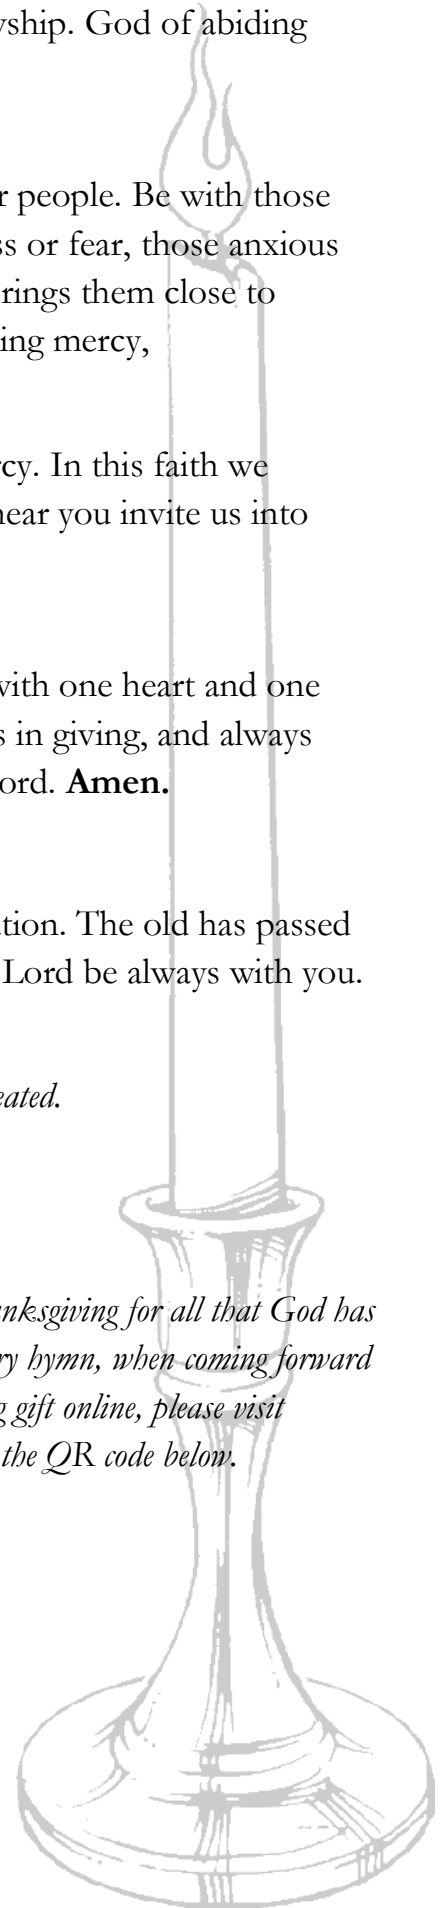 vship. God of abiding
r people. Be with those
ss or fear, those anxious
rings them close to
ing mercy,
rcy. In this faith we
hear you invite us into
with one heart and one
s in giving, and always
ord. Amen.
ation. The old has passed
Lord be always with you.
eated.
anksgiving for all that God has
ry hymn, when coming forward
g gift online, please visit
the QR code below.